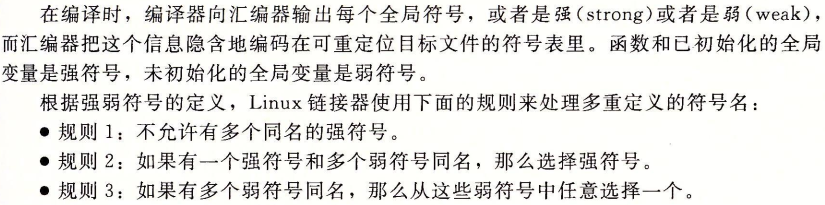 在编译时，编译器向汇编器输出每个全局符号，或者是强(strong)或者是弱(weak)，
而汇编器把这个信息隐含地编码在可重定位目标文件的符号表里。函数和已初始化的全局
变量是强符号，未初始化的全局变量是弱符号。
根据强弱符号的定义，Linux 链接器使用下面的规则来处理多重定义的符号名：
● 规则 1：不允许有多个同名的强符号。
● 规则 2：如果有一个强符号和多个弱符号同名，那么选择强符号。
● 规则 3：如果有多个弱符号同名，那么从这些弱符号中任意选择一个。